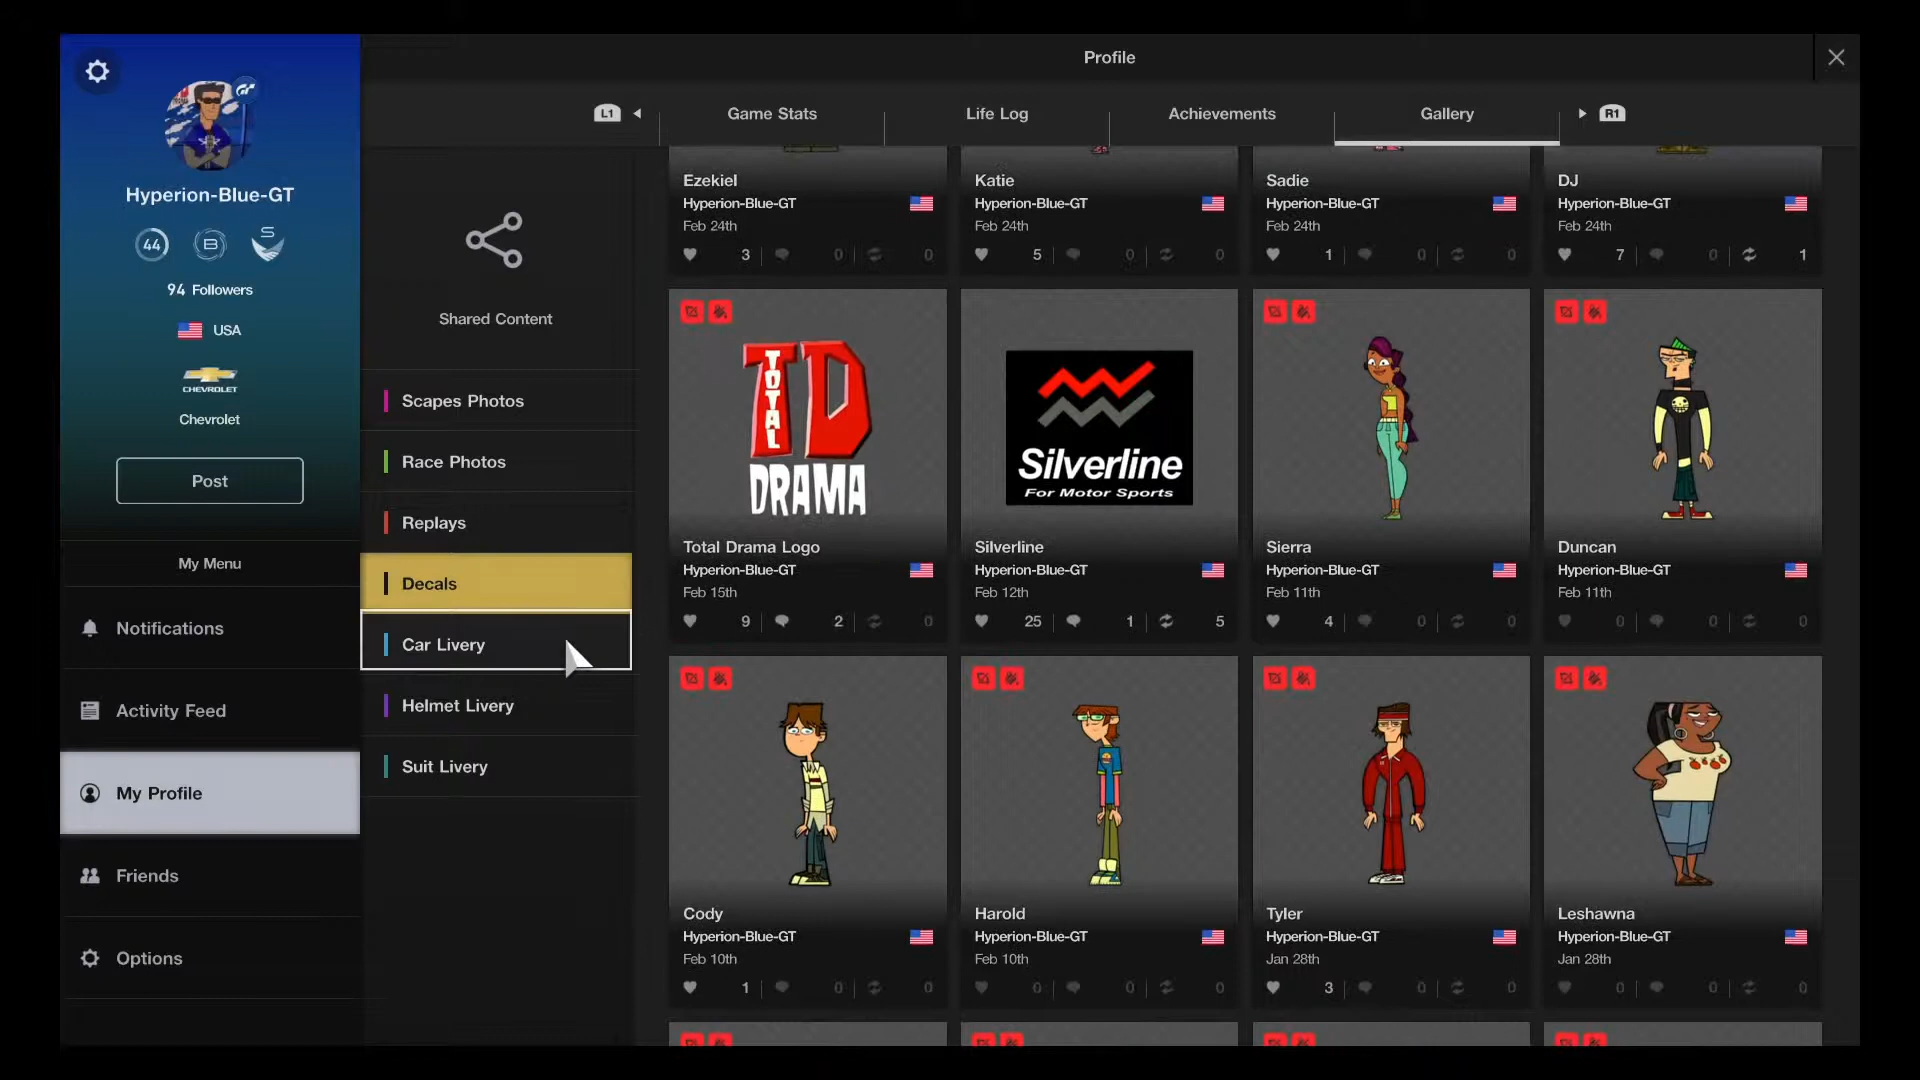 Profile
L1
Game Stats
Life Log
Achievements
Gallery
R1
Hyperion-Blue-GT
44
B
S
94 Followers
USA
CHEVROLET
Chevrolet
Post
My Menu
Notifications
Activity Feed
My Profile
Friends
Options
Shared Content
Scapes Photos
Race Photos
Replays
Decals
Car Livery
Helmet Livery
Suit Livery
Ezekiel
Hyperion-Blue-GT
Feb 24th
3 0 0
Katie
Hyperion-Blue-GT
Feb 24th
5 0 0
Sadie
Hyperion-Blue-GT
Feb 24th
1 0 0
DJ
Hyperion-Blue-GT
Feb 24th
7 0 1
TD
TOTAL
DRAMA
Total Drama Logo
Hyperion-Blue-GT
Feb 15th
9 2 0
Silverline
For Motor Sports
Silverline
Hyperion-Blue-GT
Feb 12th
25 1 5
Sierra
Hyperion-Blue-GT
Feb 11th
4 0 0
Duncan
Hyperion-Blue-GT
Feb 11th
0 0 0
Cody
Hyperion-Blue-GT
Feb 10th
1 0 0
Harold
Hyperion-Blue-GT
Feb 10th
0 0 0
Tyler
Hyperion-Blue-GT
Jan 28th
3 0 0
Leshawna
Hyperion-Blue-GT
Jan 28th
0 0 0